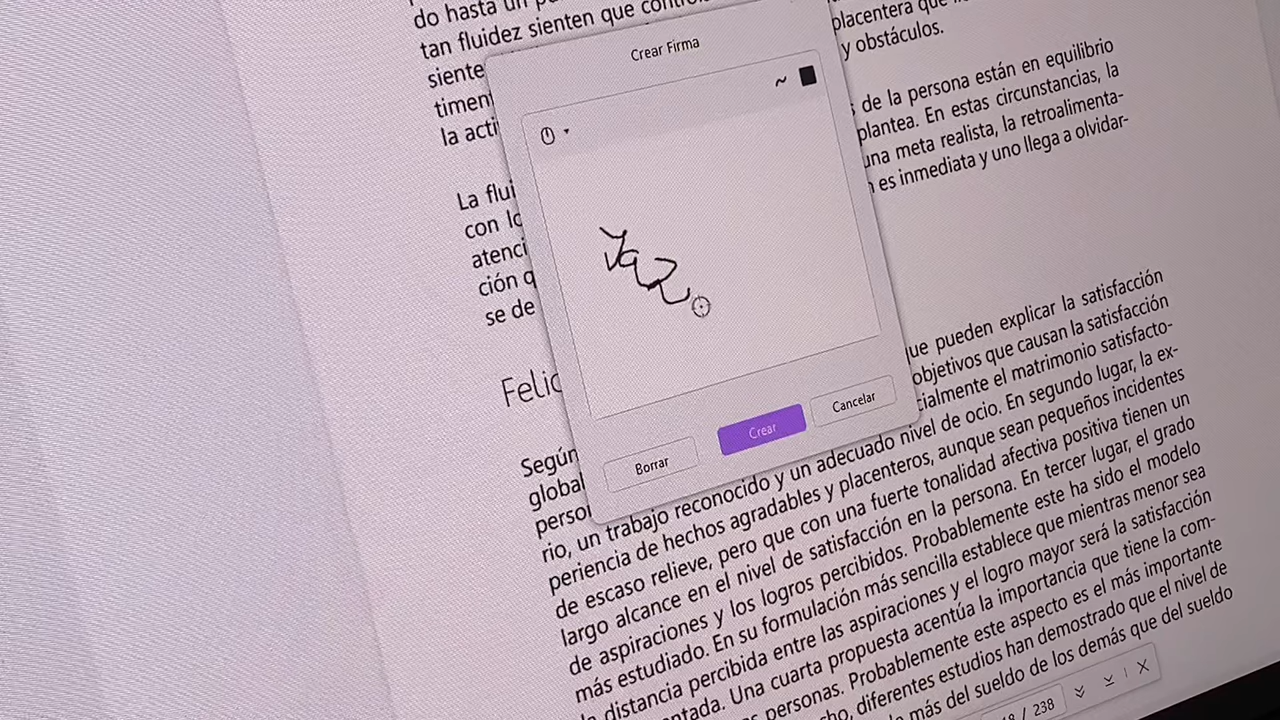 do hasta un
tan fluidez sienten que
placentera que
siente
y obstáculos.
la acti
s de la persona están en equilibrio
plantea. En estas circunstancias, la
una meta realista, la retroalimenta-
n es inmediata y uno llega a olvidar-
La flui
con lo
atenci
ción q
se de
Crear Firma
Yaz
Borrar
Crear
Cancelar
Felic
Según
que pueden explicar la satisfacción
global
objetivos que causan la satisfacción
perso
cialmente el matrimonio satisfacto-
rio, un trabajo reconocido y un adecuado nivel de ocio. En segundo lugar, la ex-
periencia de hechos agradables y placenteros, aunque sean pequeños incidentes
de escaso relieve, pero que con una fuerte tonalidad afectiva positiva tienen un
largo alcance en el nivel de satisfacción en la persona. En tercer lugar, el grado
de aspiraciones y los logros percibidos. Probablemente este ha sido el modelo
más estudiado. En su formulación más sencilla establece que mientras menor sea
distancia percibida entre las aspiraciones y el logro mayor será la satisfacción
ntada. Una cuarta propuesta acentúa la importancia que tiene la com-
personas. Probablemente este aspecto es el más importante
diferentes estudios han demostrado que el nivel de
más del sueldo de los demás que del sueldo
/ 238